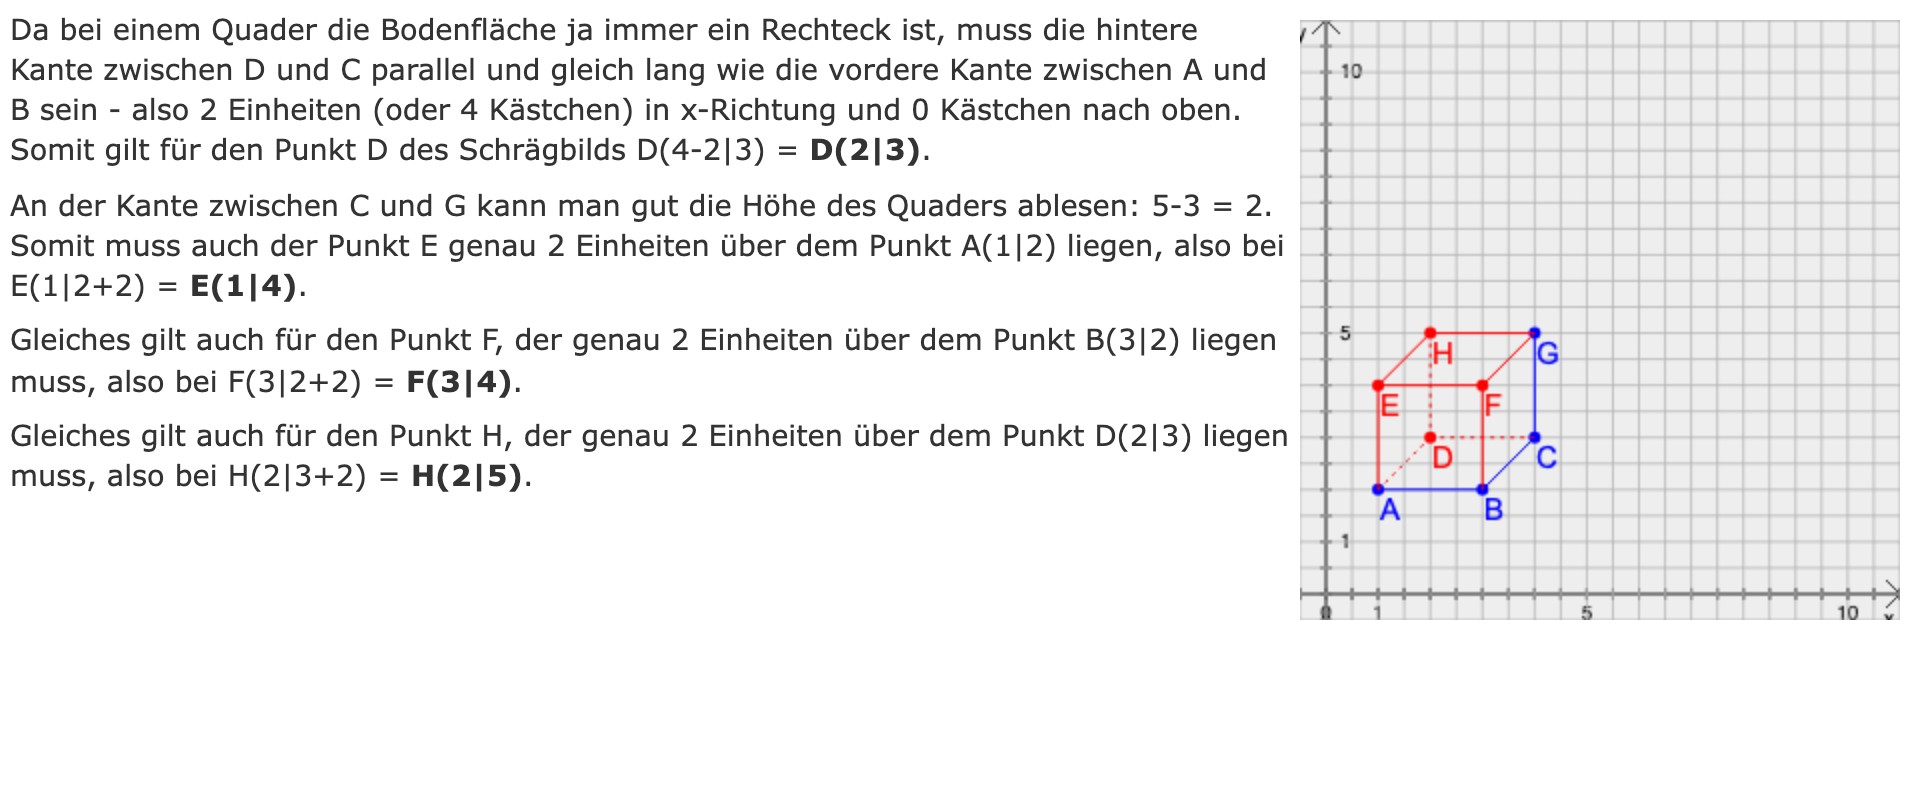 Da bei einem Quader die Bodenfläche ja immer ein Rechteck ist, muss die hintere
Kante zwischen D und C parallel und gleich lang wie die vordere Kante zwischen A und
B sein - also 2 Einheiten (oder 4 Kästchen) in x-Richtung und 0 Kästchen nach oben.
Somit gilt für den Punkt D des Schrägbilds D(4-2|3) = D(2|3).
An der Kante zwischen C und G kann man gut die Höhe des Quaders ablesen: 5-3 = 2.
Somit muss auch der Punkt E genau 2 Einheiten über dem Punkt A(1|2) liegen, also bei
E(1|2+2) = E(1|4).
Gleiches gilt auch für den Punkt F, der genau 2 Einheiten über dem Punkt B(3|2) liegen
muss, also bei F(3|2+2) = F(3|4).
Gleiches gilt auch für den Punkt H, der genau 2 Einheiten über dem Punkt D(2|3) liegen
muss, also bei H(2|3+2) = H(2|5).
y
10
5
H G
E F
D C
A B
1
0 1 5 10 x